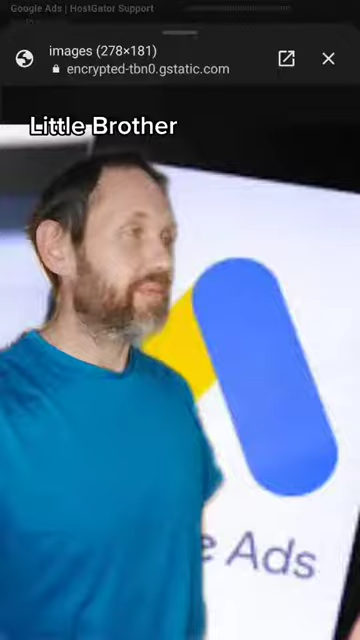 Google Ads | HostGator Support
images (278×181)
encrypted-tbn0.gstatic.com
Little Brother
e Ads